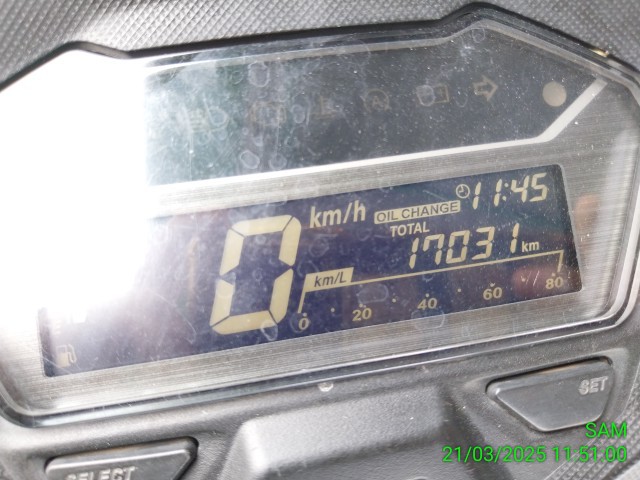 11:45
km/h
OIL CHANGE
TOTAL
0
17031 km
km/L
0 20 40 60 80
SET
SELECT
SAM
21/03/2025 11:51:00